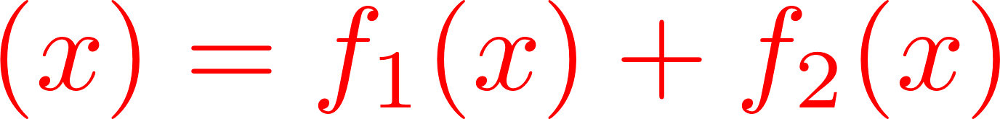 (x) = f₁(x) + f₂(x)